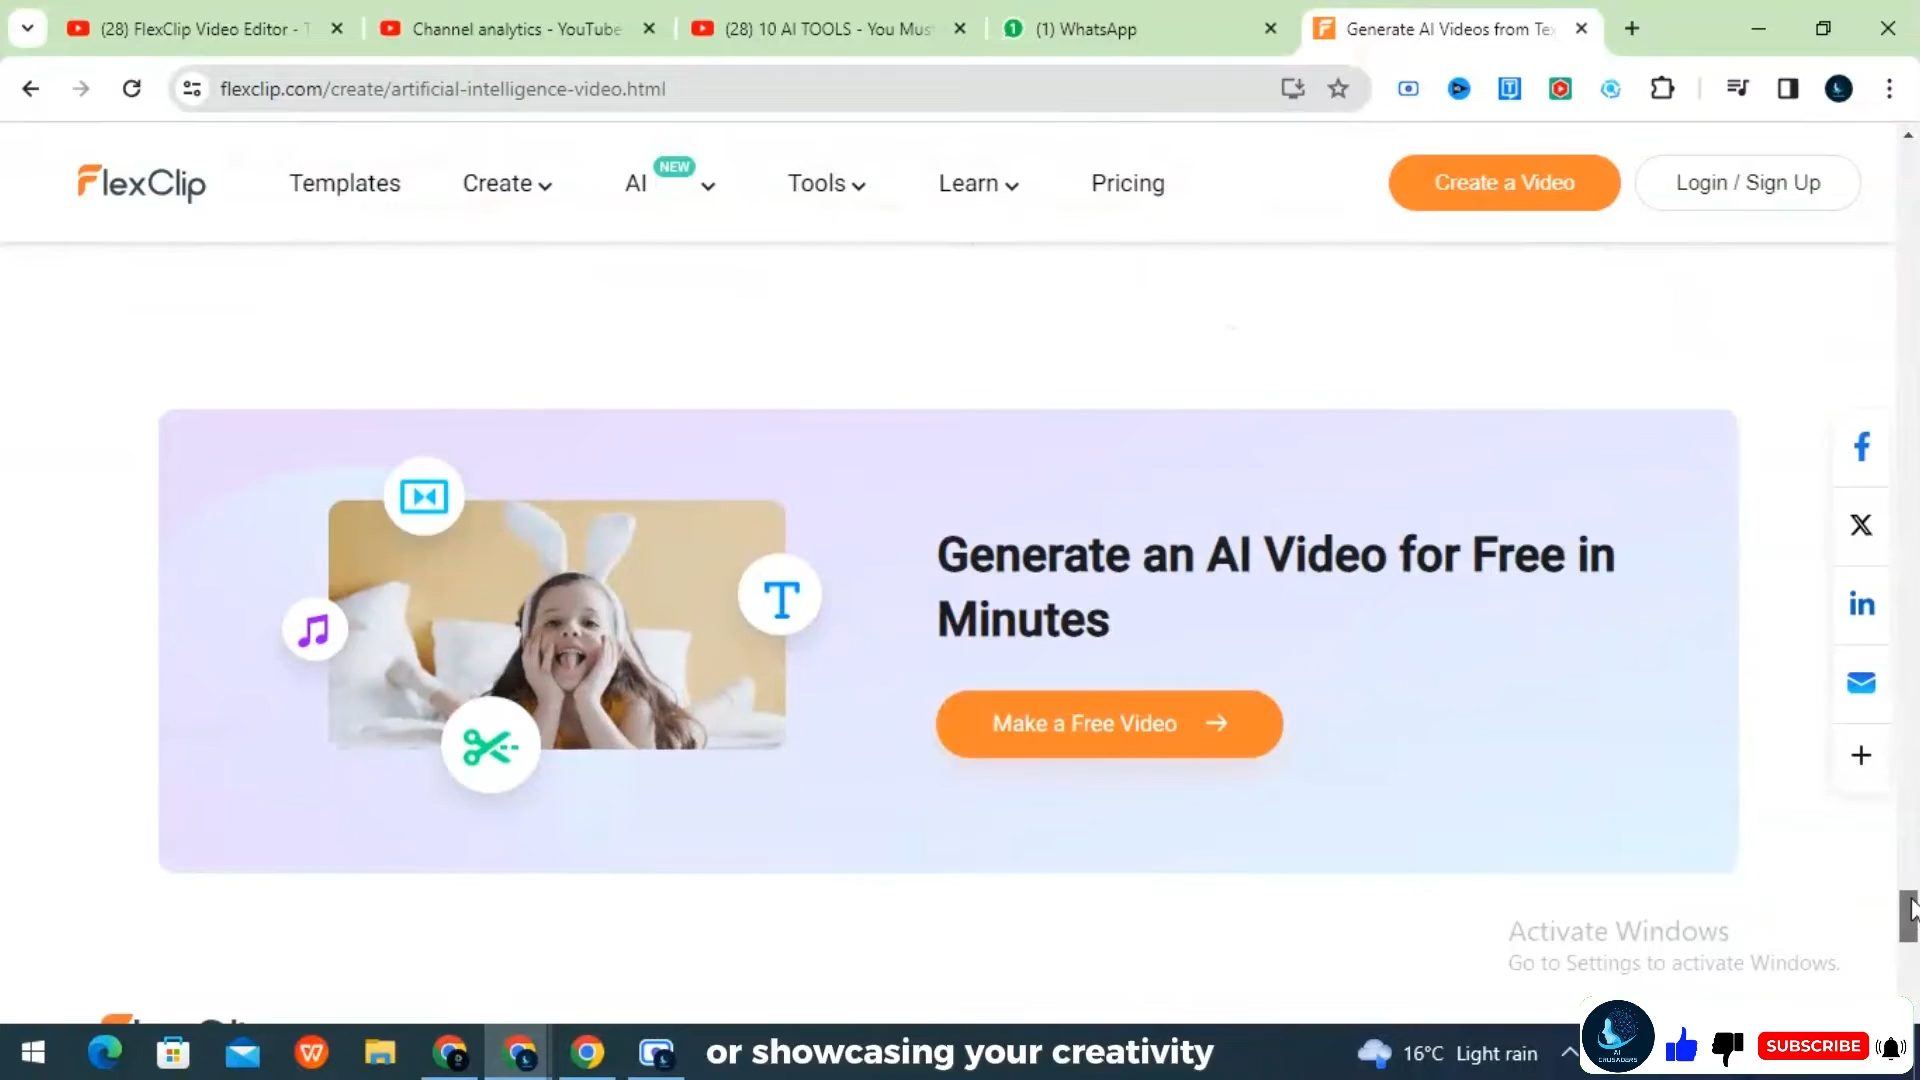 (28) FlexClip Video Editor -
Channel analytics - YouTube
(28) 10 AI TOOLS - You Mus
(1) WhatsApp
Generate AI Videos from Tex
flexclip.com/create/artificial-intelligence-video.html
FlexClip
Templates
Create
AI
NEW
Tools
Learn
Pricing
Create a Video
Login / Sign Up
Generate an AI Video for Free in
Minutes
Make a Free Video
T
Activate Windows
Go to Settings to activate Windows.
or showcasing your creativity
16°C Light rain
AI
CRUSADERS
SUBSCRIBE